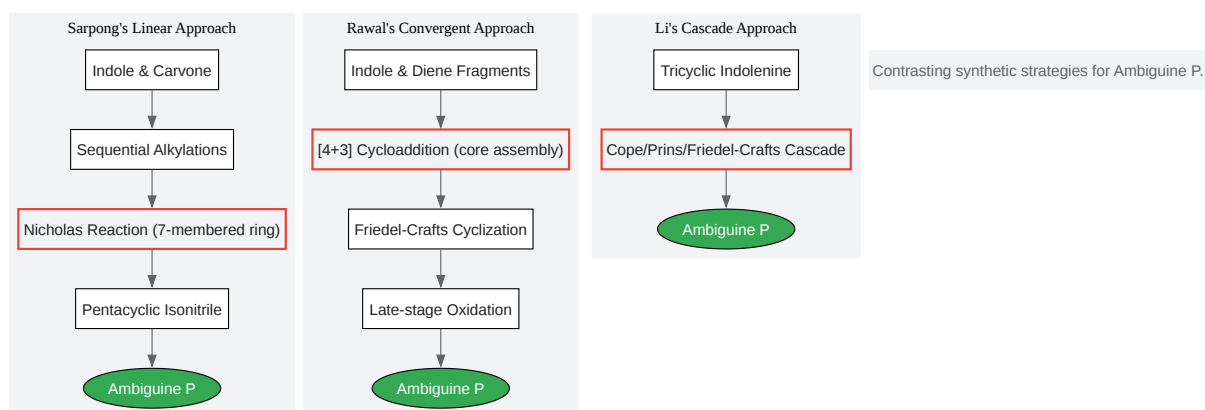 Sarpong's Linear Approach
Indole & Carvone
Sequential Alkylations
Nicholas Reaction (7-membered ring)
Pentacyclic Isonitrile
Ambiguine P
Rawal's Convergent Approach
Indole & Diene Fragments
[4+3] Cycloaddition (core assembly)
Friedel-Crafts Cyclization
Late-stage Oxidation
Ambiguine P
Li's Cascade Approach
Tricyclic Indolenine
Cope/Prins/Friedel-Crafts Cascade
Ambiguine P
Contrasting synthetic strategies for Ambiguine P.